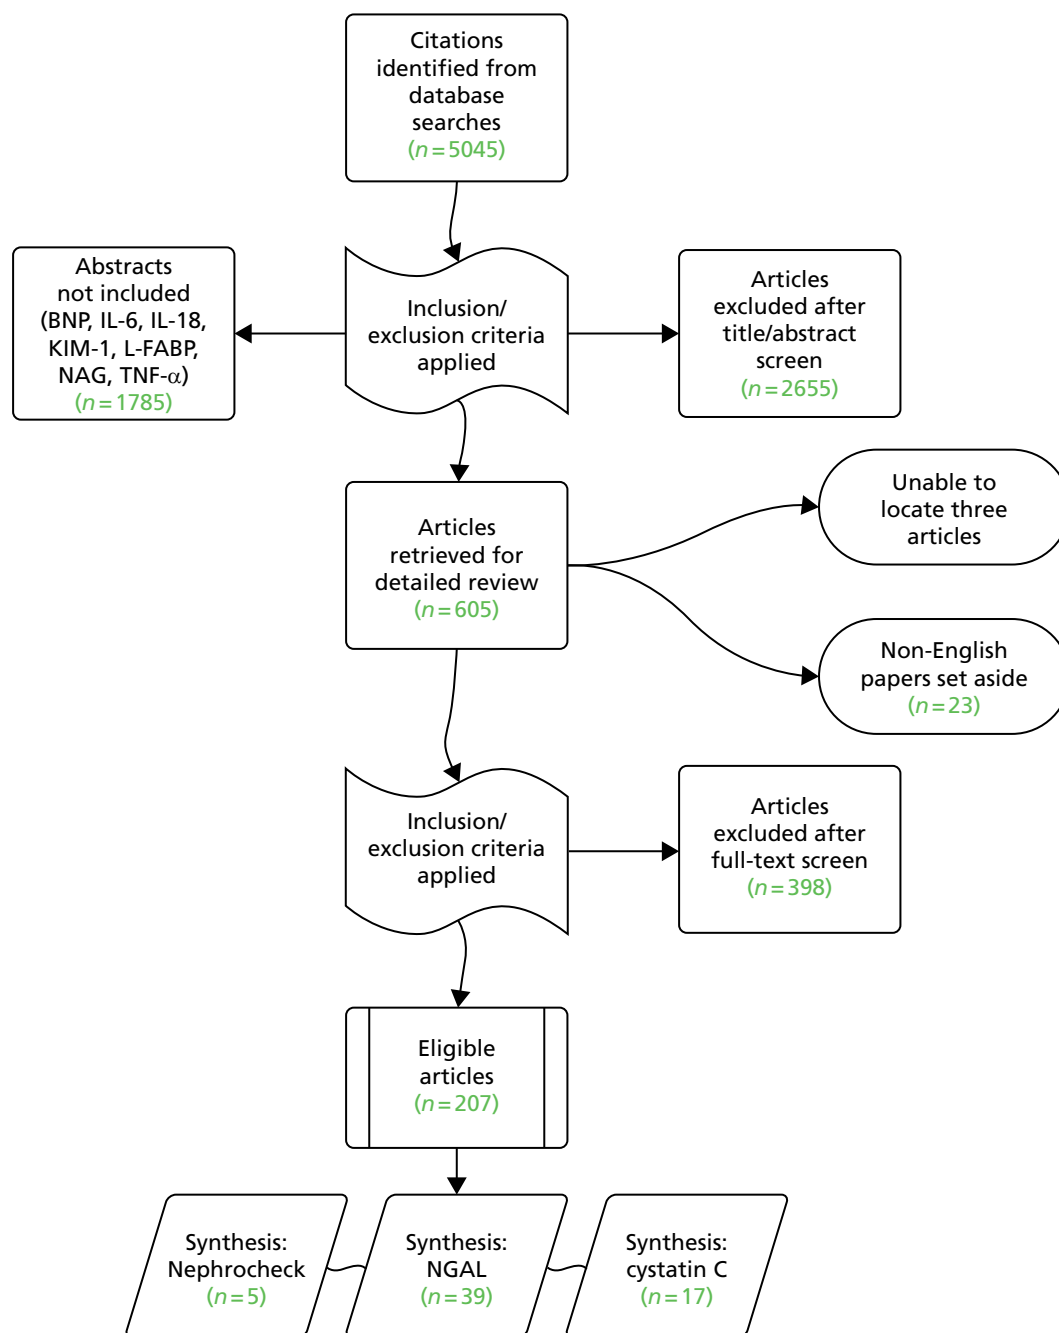 Citations
identified from
database
searches
(n=5045)
Abstracts
not included
(BNP, IL-6, IL-18,
KIM-1, L-FABP,
NAG, TNF-α)
(n=1785)
Inclusion/
exclusion criteria
applied
Articles
excluded after
title/abstract
screen
(n=2655)
Articles
retrieved for
detailed review
(n=605)
Unable to
locate three
articles
Non-English
papers set aside
(n=23)
Inclusion/
exclusion criteria
applied
Articles
excluded after
full-text screen
(n=398)
Eligible
articles
(n=207)
Synthesis:
Nephrocheck
(n=5)
Synthesis:
NGAL
(n=39)
Synthesis:
cystatin C
(n=17)